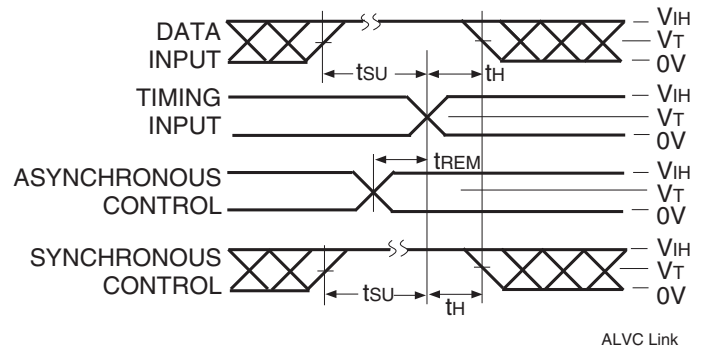 DATA
INPUT
tSU
tH
VIH
VT
0V
TIMING
INPUT
VIH
VT
0V
tREM
ASYNCHRONOUS
CONTROL
VIH
VT
0V
SYNCHRONOUS
CONTROL
tSU
tH
VIH
VT
0V
ALVC Link